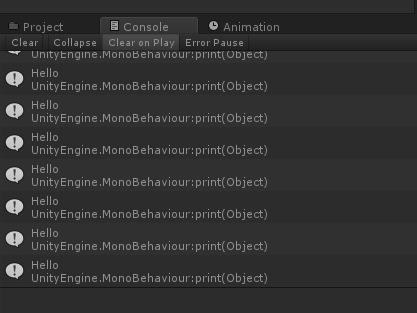 Project Console Animation
Clear Collapse Clear on Play Error Pause
UnityEngine.MonoBehaviour:print(Object)
Hello
UnityEngine.MonoBehaviour:print(Object)
Hello
UnityEngine.MonoBehaviour:print(Object)
Hello
UnityEngine.MonoBehaviour:print(Object)
Hello
UnityEngine.MonoBehaviour:print(Object)
Hello
UnityEngine.MonoBehaviour:print(Object)
Hello
UnityEngine.MonoBehaviour:print(Object)
Hello
UnityEngine.MonoBehaviour:print(Object)